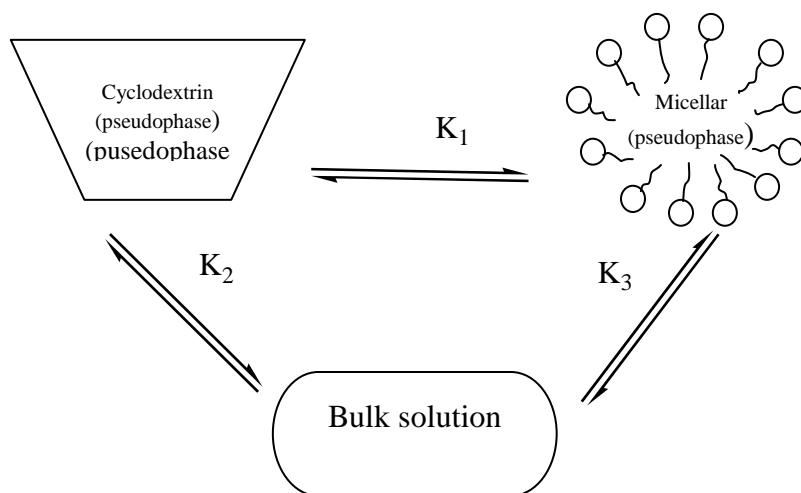 Cyclodextrin
(pseudophase)
(pusedophase
Micellar
(pseudophase)
K1
K2
K3
Bulk solution